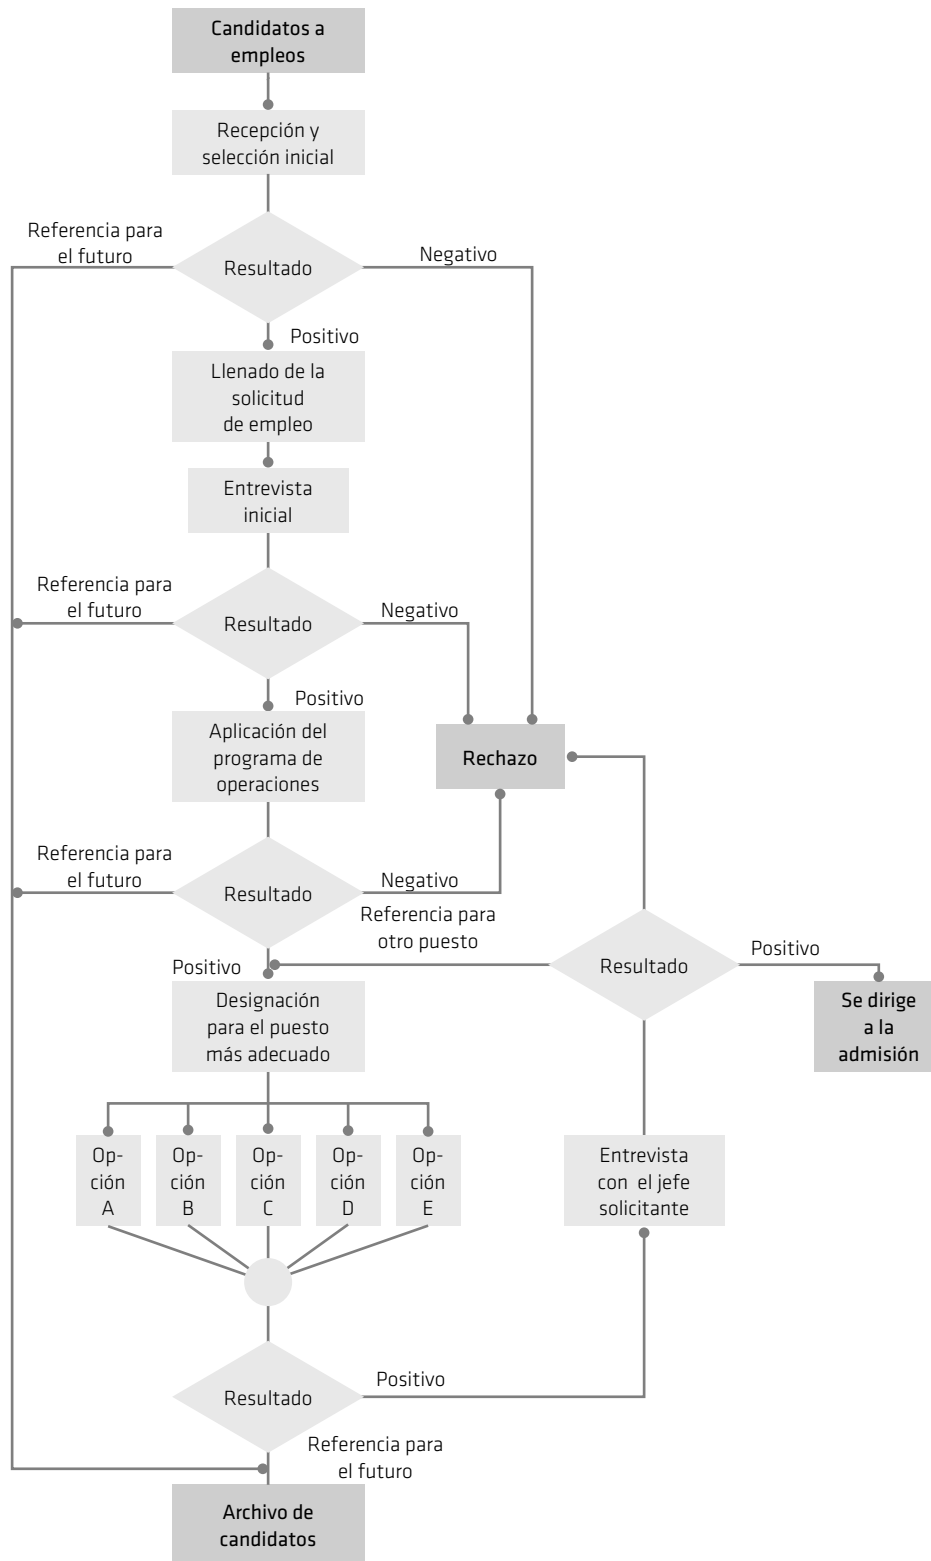 Candidatos a
empleos
Recepción y
selección inicial
Referencia para
el futuro
Resultado
Negativo
Positivo
Llenado de la
solicitud
de empleo
Entrevista
inicial
Referencia para
el futuro
Resultado
Negativo
Positivo
Aplicación del
programa de
operaciones
Rechazo
Referencia para
el futuro
Resultado
Negativo
Referencia para
otro puesto
Resultado
Positivo
Positivo
Designación
para el puesto
más adecuado
Se dirige
a la
admisión
Op-
ción
A
Op-
ción
B
Op-
ción
C
Op-
ción
D
Op-
ción
E
Entrevista
con el jefe
solicitante
Resultado
Positivo
Referencia para
el futuro
Archivo de
candidatos